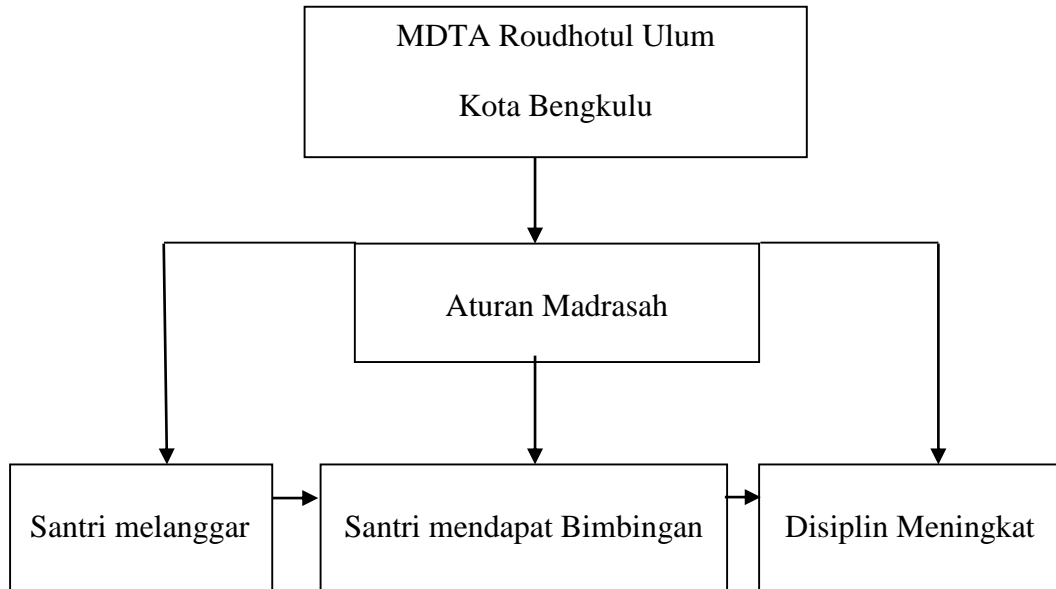 MDTA Roudhotul Ulum
Kota Bengkulu
Aturan Madrasah
Santri melanggar
Santri mendapat Bimbingan
Disiplin Meningkat